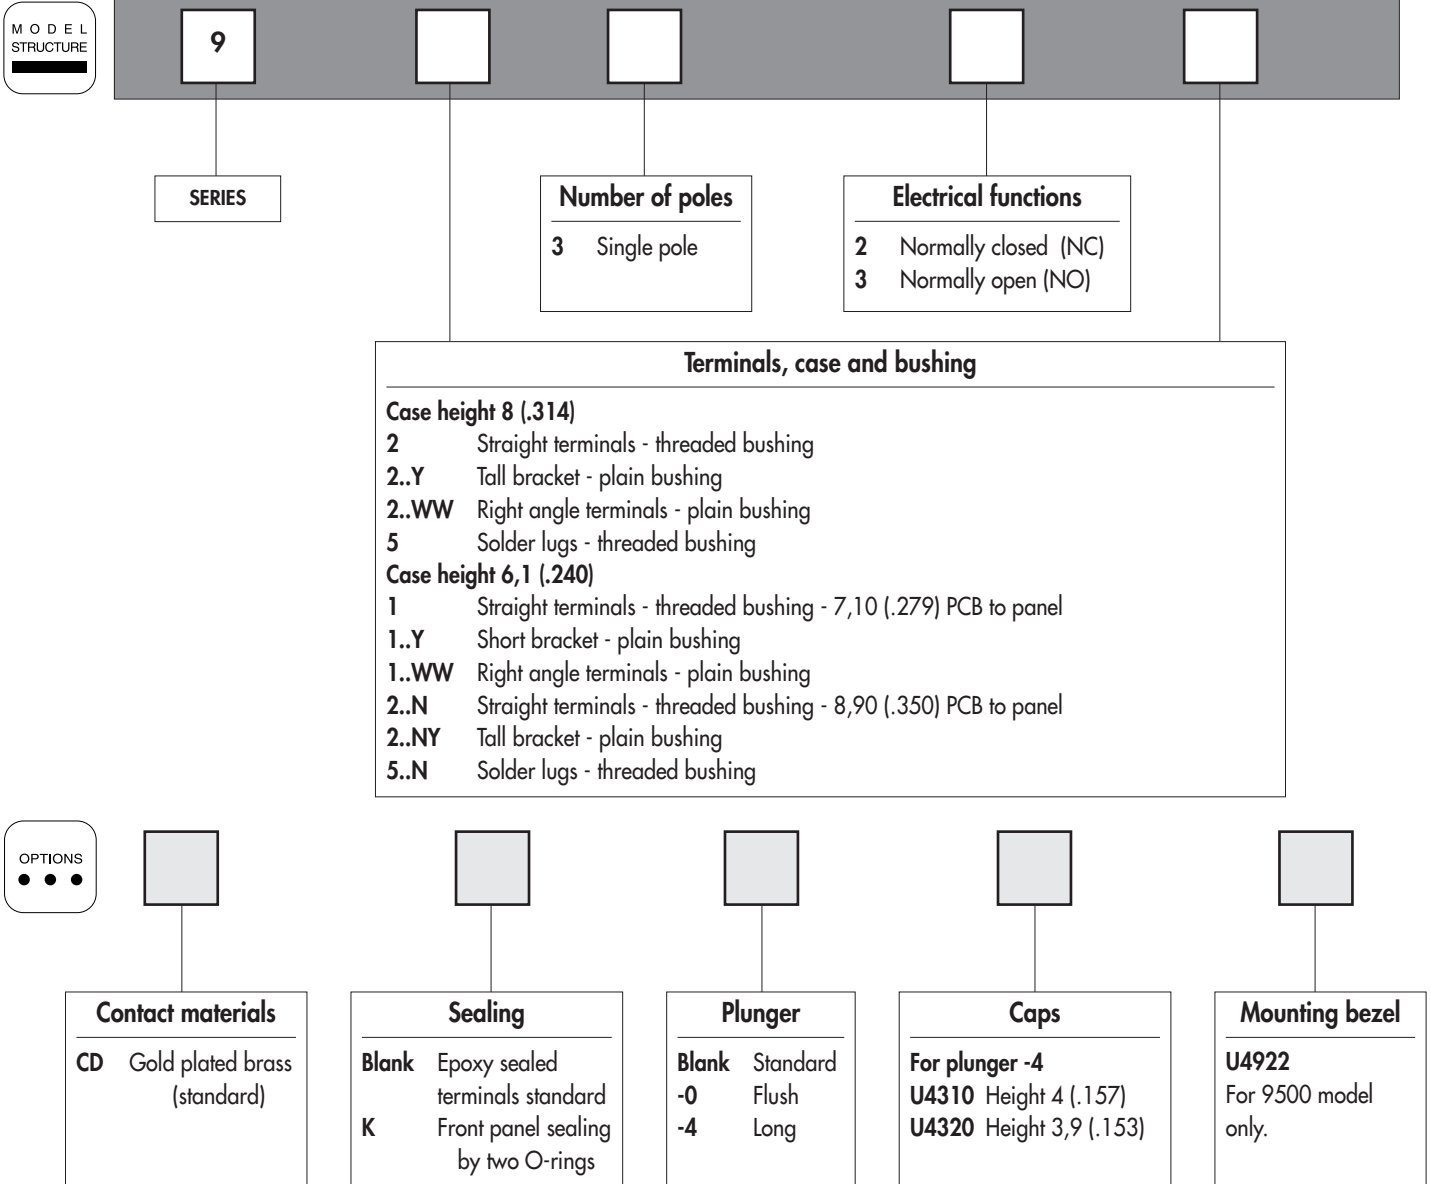 MODEL
STRUCTURE
9
SERIES
Number of poles
3 Single pole
Electrical functions
2 Normally closed (NC)
3 Normally open (NO)
Terminals, case and bushing
Case height 8 (.314)
2 Straight terminals - threaded bushing
2..Y Tall bracket - plain bushing
2..WW Right angle terminals - plain bushing
5 Solder lugs - threaded bushing
Case height 6,1 (.240)
1 Straight terminals - threaded bushing - 7,10 (.279) PCB to panel
1..Y Short bracket - plain bushing
1..WW Right angle terminals - plain bushing
2..N Straight terminals - threaded bushing - 8,90 (.350) PCB to panel
2..NY Tall bracket - plain bushing
5..N Solder lugs - threaded bushing
OPTIONS
Contact materials
CD Gold plated brass
(standard)
Sealing
Blank Epoxy sealed
terminals standard
K Front panel sealing
by two O-rings
Plunger
Blank Standard
-0 Flush
-4 Long
Caps
For plunger -4
U4310 Height 4 (.157)
U4320 Height 3,9 (.153)
Mounting bezel
U4922
For 9500 model
only.